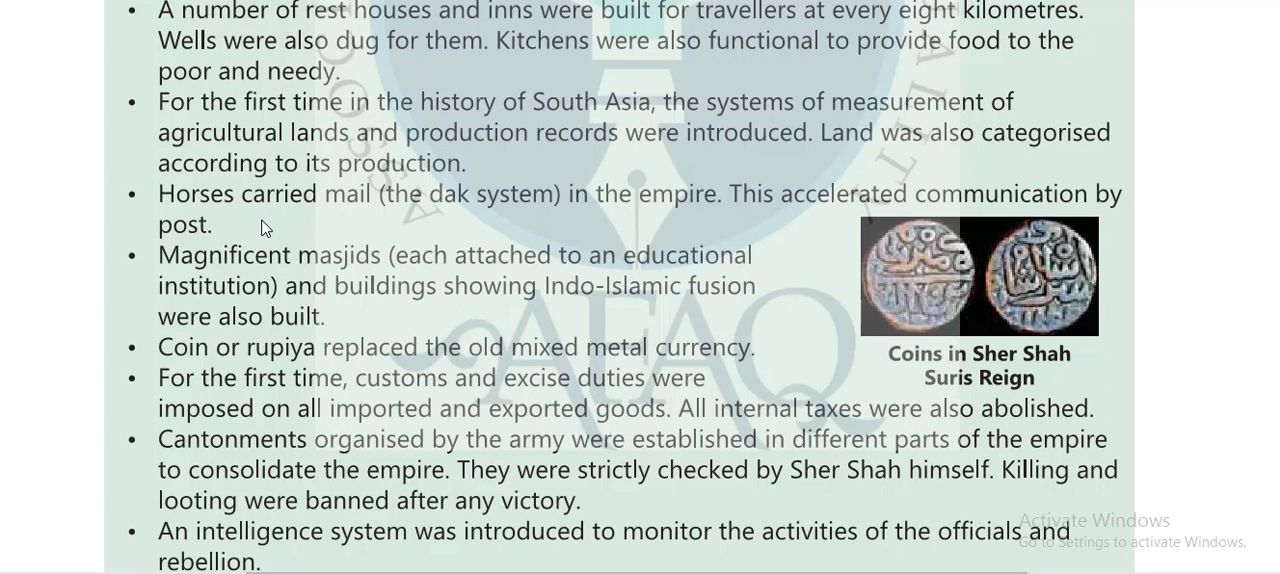 • A number of rest houses and inns were built for travellers at every eight kilometres.
Wells were also dug for them. Kitchens were also functional to provide food to the
poor and needy.
• For the first time in the history of South Asia, the systems of measurement of
agricultural lands and production records were introduced. Land was also categorised
according to its production.
• Horses carried mail (the dak system) in the empire. This accelerated communication by
post.
• Magnificent masjids (each attached to an educational
institution) and buildings showing Indo-Islamic fusion
were also built.
• Coin or rupiya replaced the old mixed metal currency.
Coins in Sher Shah
Suris Reign
• For the first time, customs and excise duties were
imposed on all imported and exported goods. All internal taxes were also abolished.
• Cantonments organised by the army were established in different parts of the empire
to consolidate the empire. They were strictly checked by Sher Shah himself. Killing and
looting were banned after any victory.
• An intelligence system was introduced to monitor the activities of the officials and
rebellion.
AFAQ
Activate Windows
Go to Settings to activate Windows.